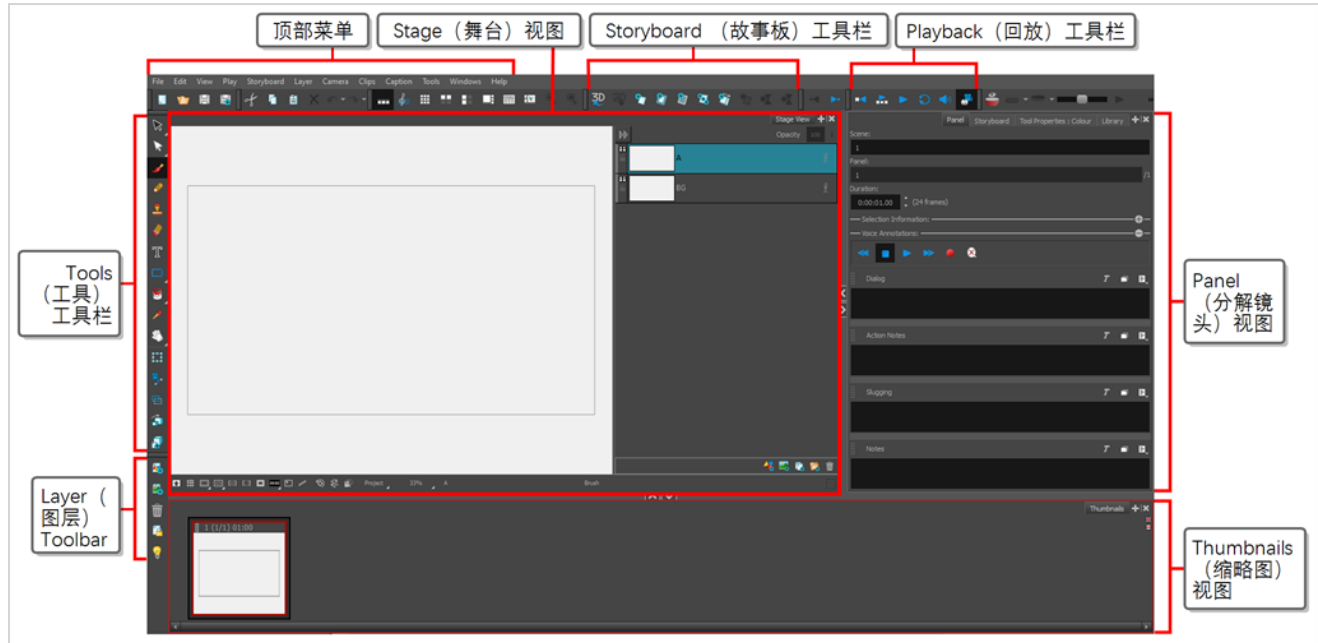 顶部菜单
Stage（舞台）视图
Storyboard （故事板）工具栏
Playback（回放）工具栏
File Edit View Play Storyboard Layer Camera Clips Caption Tools Windows Help
3D
Stage View
Opacity
A
BG
Panel Storyboard Tool Properties : Colour Library
Scene:
1
Panel:
1 /1
Duration:
0:00:01.00 (24 frames)
Selection Information:
Voice Annotations:
Dialog
Action Notes
Slugging
Notes
Project 33% A Brush
Tools
（工具）
工具栏
Panel
（分解镜
头）视图
Layer（
图层）
Toolbar
Thumbnails
1 (1/1) 01:00
Thumbnails
（缩略图）
视图